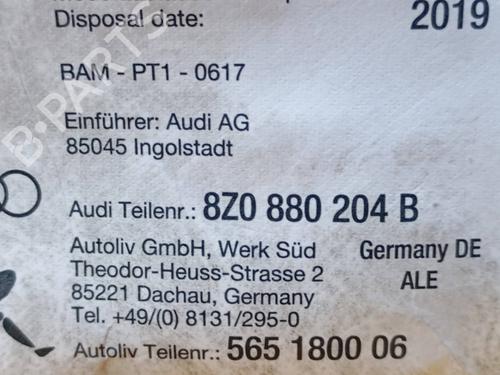 Disposal date: 2019
BAM - PT1 - 0617
Einführer: Audi AG
85045 Ingolstadt
Audi Teilenr.: 8Z0 880 204 B
Autoliv GmbH, Werk Süd
Theodor-Heuss-Strasse 2
85221 Dachau, Germany
Tel. +49/(0) 8131/295-0
Germany DE
ALE
Autoliv Teilenr.: 565 1800 06
B-PARTS